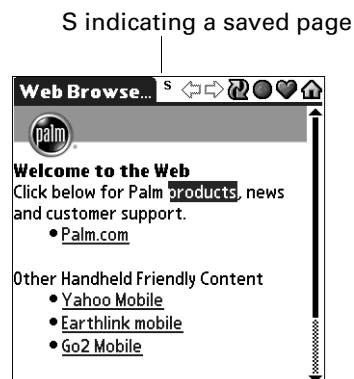 S indicating a saved page
Web Browse... S
palm
Welcome to the Web
Click below for Palm products, news
and customer support.
• Palm.com
Other Handheld Friendly Content
• Yahoo Mobile
• Earthlink mobile
• Go2 Mobile